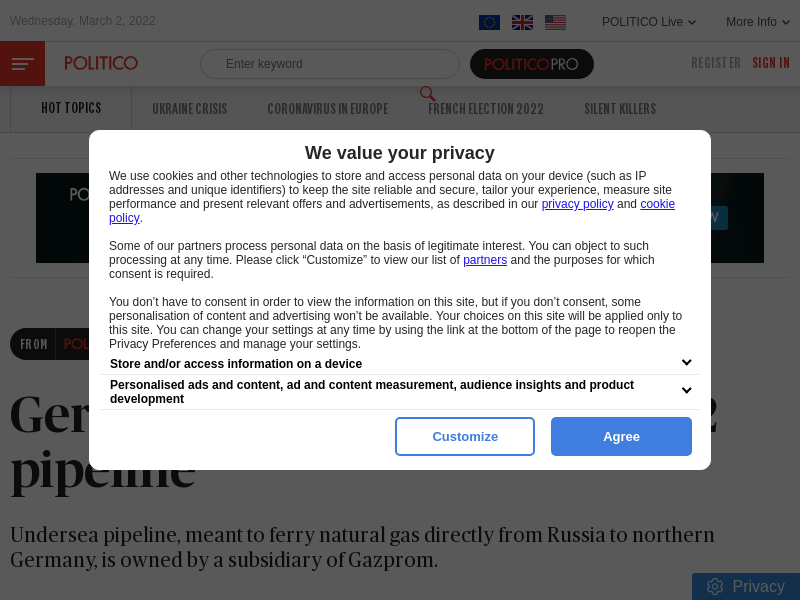 Wednesday, March 2, 2022
POLITICO Live
More Info
POLITICO
Enter keyword
POLITICOPRO
REGISTER
SIGN IN
HOT TOPICS
UKRAINE CRISIS
CORONAVIRUS IN EUROPE
FRENCH ELECTION 2022
SILENT KILLERS
We value your privacy
We use cookies and other technologies to store and access personal data on your device (such as IP
addresses and unique identifiers) to keep the site reliable and secure, tailor your experience, measure site
performance and present relevant offers and advertisements, as described in our privacy policy and cookie
policy.
Some of our partners process personal data on the basis of legitimate interest. You can object to such
processing at any time. Please click “Customize” to view our list of partners and the purposes for which
consent is required.
You don’t have to consent in order to view the information on this site, but if you don’t consent, some
personalisation of content and advertising won’t be available. Your choices on this site will be applied only to
this site. You can change your settings at any time by using the link at the bottom of the page to reopen the
Privacy Preferences and manage your settings.
Store and/or access information on a device
Personalised ads and content, ad and content measurement, audience insights and product
development
Customize
Agree
FROM
pipeline
Undersea pipeline, meant to ferry natural gas directly from Russia to northern
Germany, is owned by a subsidiary of Gazprom.
Privacy